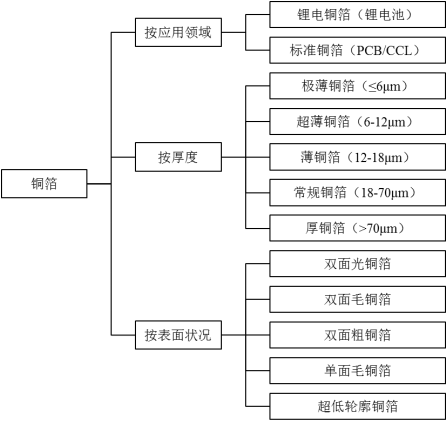 铜箔
按应用领域
锂电铜箔（锂电池）
标准铜箔（PCB/CCL）
按厚度
极薄铜箔（≤6μm）
超薄铜箔（6-12μm）
薄铜箔（12-18μm）
常规铜箔（18-70μm）
厚铜箔（>70μm）
按表面状况
双面光铜箔
双面毛铜箔
双面粗铜箔
单面毛铜箔
超低轮廓铜箔